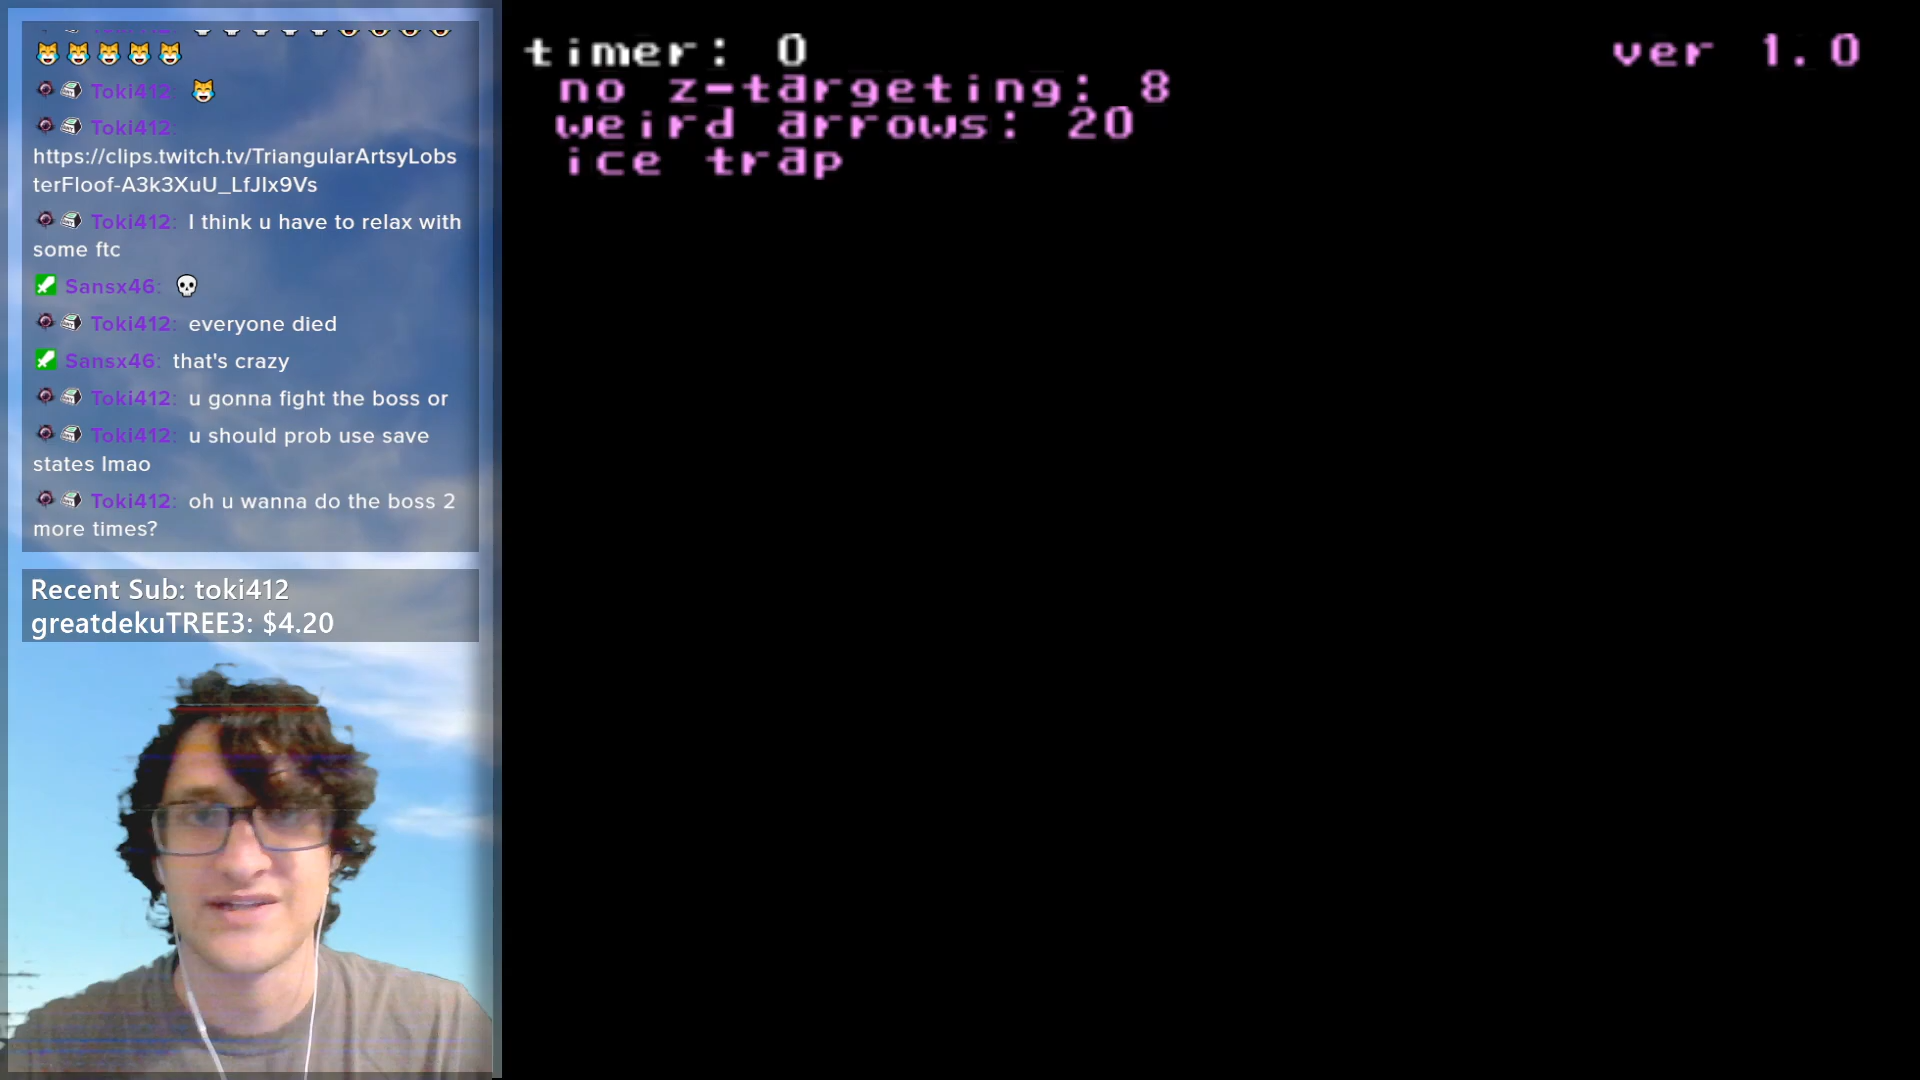 Toki412:
Toki412:
https://clips.twitch.tv/TriangularArtsyLobs
terFloof-A3k3XuU_LfJIx9Vs
Toki412: I think u have to relax with
some ftc
Sansx46:
Toki412: everyone died
Sansx46: that's crazy
Toki412: u gonna fight the boss or
Toki412: u should prob use save
states lmao
Toki412: oh u wanna do the boss 2
more times?
Recent Sub: toki412
greatdekuTREE3: $4.20
timer: 0
ver 1.0
no z-targeting: 8
weird arrows: 20
ice trap